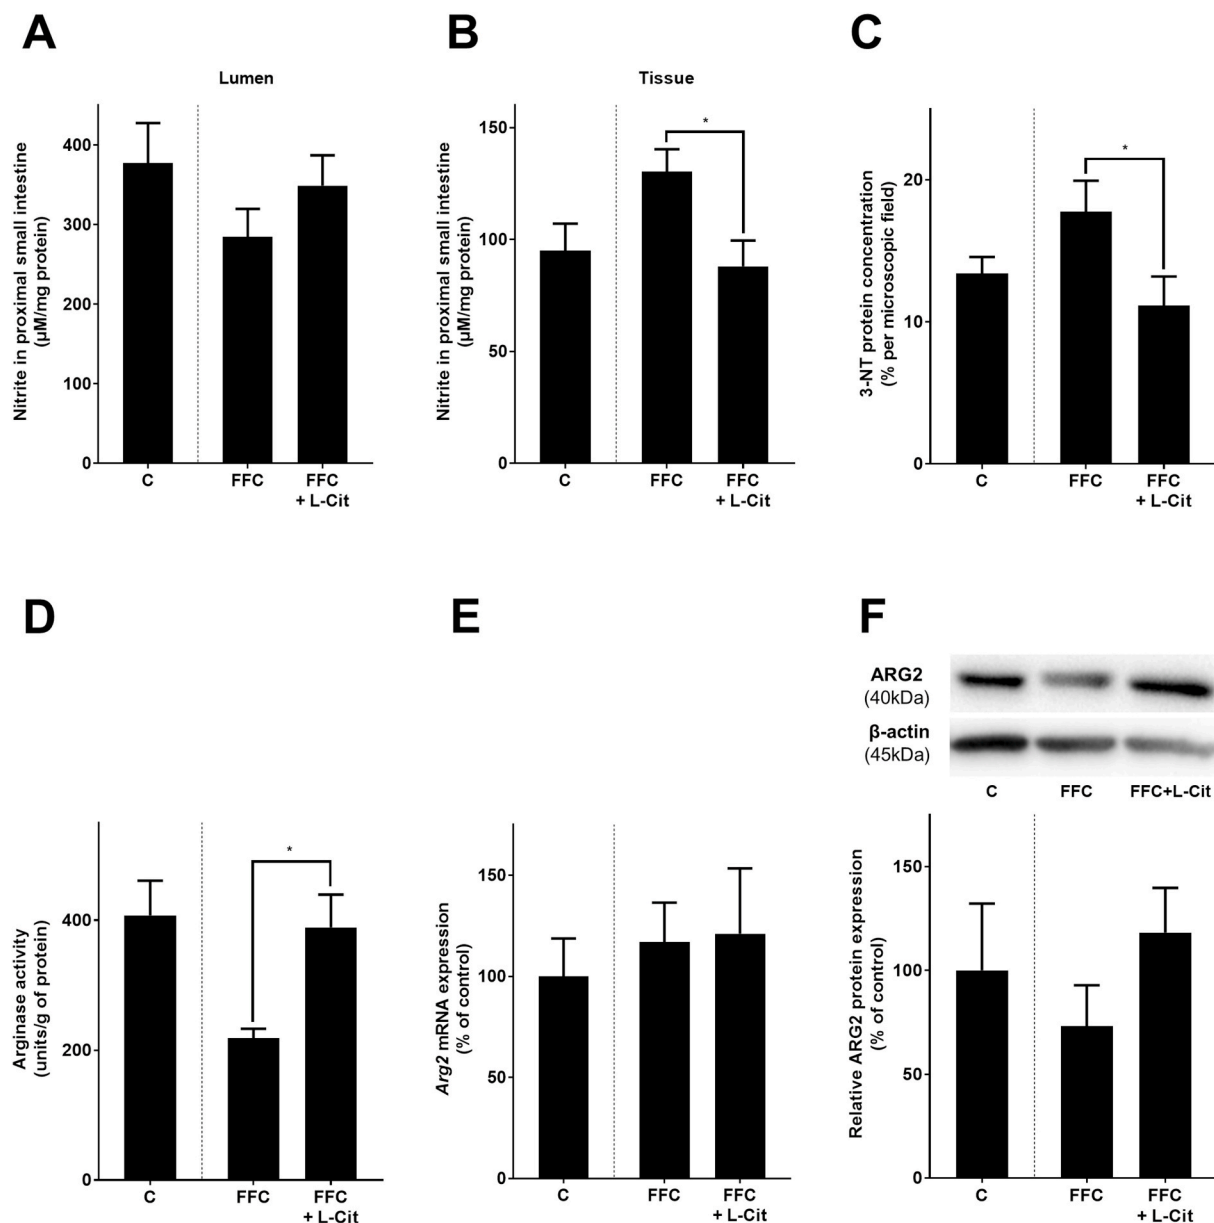 A
Lumen
Nitrite in proximal small intestine
(µM/mg protein)
400
300
200
300
0
C
FFC
FFC
+ L-Cit
B
Tissue
Nitrite in proximal small intestine
(µM/mg protein)
150
100
50
0
*
C
FFC
FFC
+ L-Cit
C
3-NT protein concentration
(% per microscopic field)
20
10
0
*
C
FFC
FFC
+ L-Cit
D
Arginase activity
(units/g of protein)
400
200
0
*
C
FFC
FFC
+ L-Cit
E
Arg2 mRNA expression
(% of control)
150
100
50
0
C
FFC
FFC
+ L-Cit
F
ARG2
(40kDa)
β-actin
(45kDa)
C FFC FFC+L-Cit
Relative ARG2 protein expression
(% of control)
150
100
50
0
C
FFC
FFC
+ L-Cit